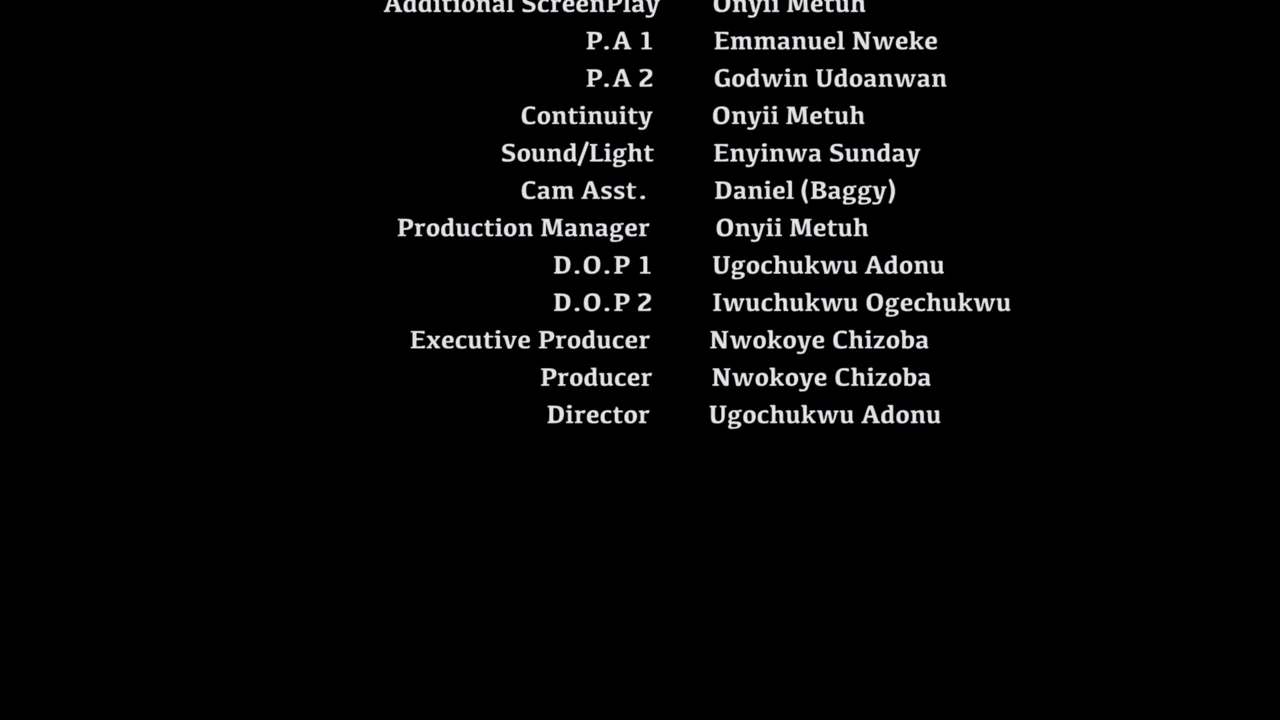 Additional ScreenPlay Onyii Metuh
P.A 1 Emmanuel Nweke
P.A 2 Godwin Udoanwan
Continuity Onyii Metuh
Sound/Light Enyinwa Sunday
Cam Asst. Daniel (Baggy)
Production Manager Onyii Metuh
D.O.P 1 Ugochukwu Adonu
D.O.P 2 Iwuchukwu Ogechukwu
Executive Producer Nwokoye Chizoba
Producer Nwokoye Chizoba
Director Ugochukwu Adonu